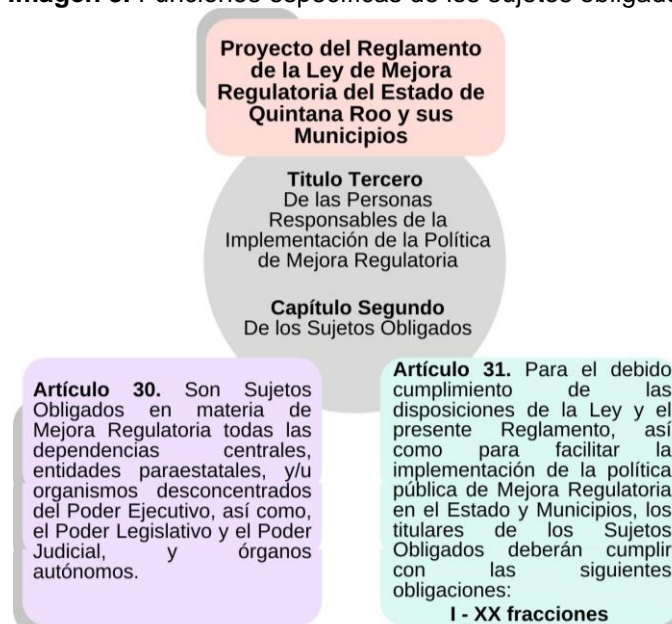 Imagen 3. Funciones específicas de los sujetos obligado
Proyecto del Reglamento
de la Ley de Mejora
Regulatoria del Estado de
Quintana Roo y sus
Municipios
Titulo Tercero
De las Personas
Responsables de la
Implementación de la Política
de Mejora Regulatoria
Capítulo Segundo
De los Sujetos Obligados
Artículo 30. Son Sujetos
Obligados en materia de
Mejora Regulatoria todas las
dependencias centrales,
entidades paraestatales, y/u
organismos desconcentrados
del Poder Ejecutivo, así como,
el Poder Legislativo y el Poder
Judicial, y órganos
autónomos.
Artículo 31. Para el debido
cumplimiento de las
disposiciones de la Ley y el
presente Reglamento, así
como para facilitar la
implementación de la política
pública de Mejora Regulatoria
en el Estado y Municipios, los
titulares de los Sujetos
Obligados deberán cumplir
con las siguientes
obligaciones:
I - XX fracciones